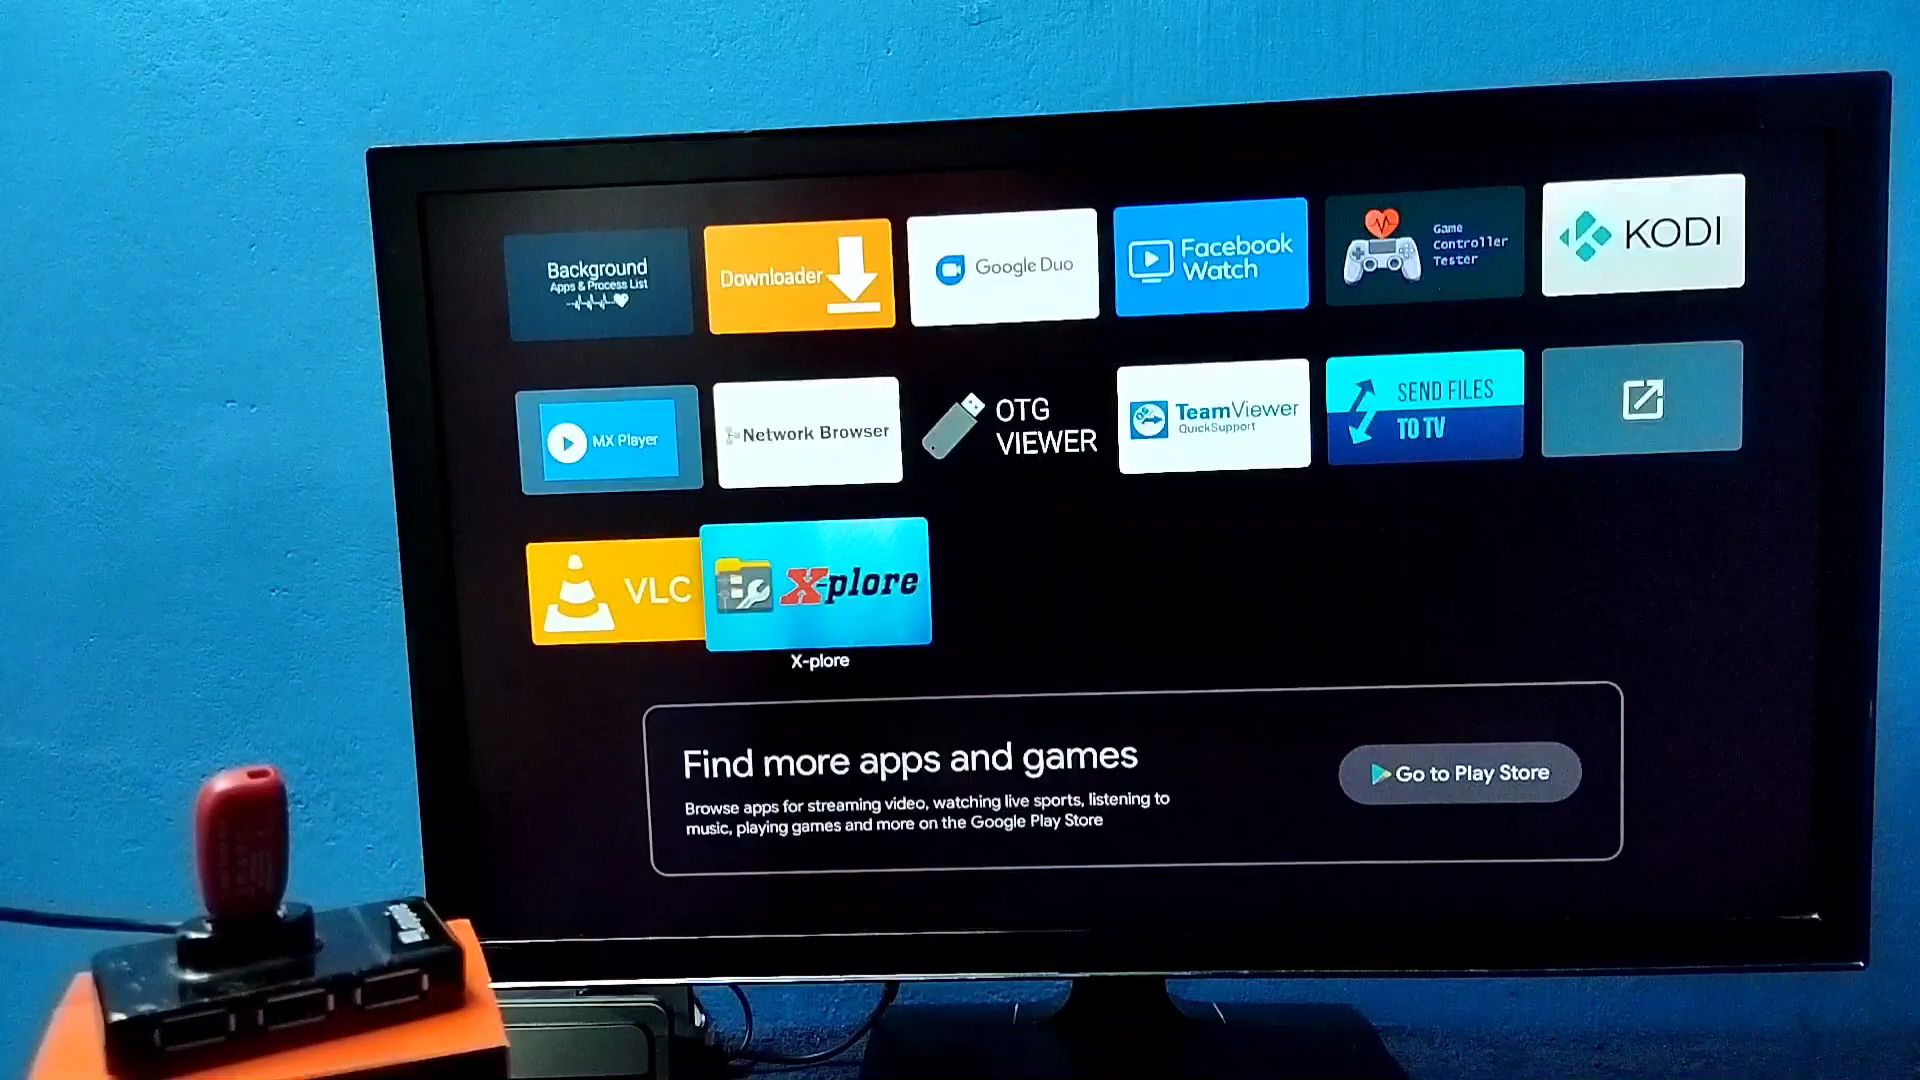 Background
Apps & Process List
Downloader
Google Duo
Facebook
Watch
Game
Controller
Tester
KODI
MX Player
Network Browser
OTG
VIEWER
TeamViewer
QuickSupport
SEND FILES
TO TV
VLC
X-plore
X-plore
Find more apps and games
Browse apps for streaming video, watching live sports, listening to
music, playing games and more on the Google Play Store
Go to Play Store